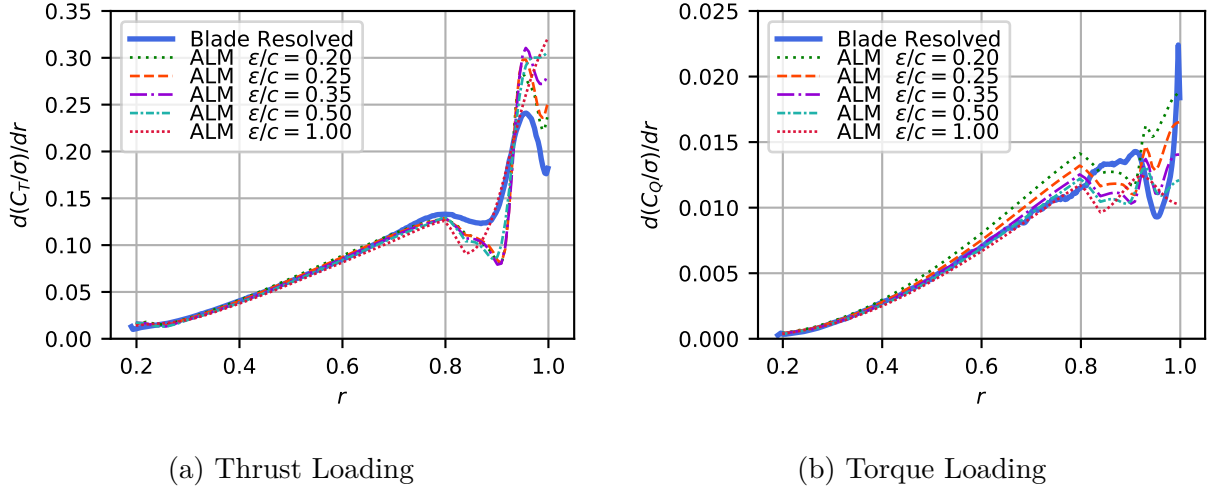 0.35
0.30
0.25
0.20
0.15
0.10
0.05
0.00
d(C_T/σ)/dr
Blade Resolved
ALM ε/c = 0.20
ALM ε/c = 0.25
ALM ε/c = 0.35
ALM ε/c = 0.50
ALM ε/c = 1.00
0.2 0.4 0.6 0.8 1.0
r
(a) Thrust Loading
0.025
0.020
0.015
0.010
0.005
0.000
d(C_Q/σ)/dr
Blade Resolved
ALM ε/c = 0.20
ALM ε/c = 0.25
ALM ε/c = 0.35
ALM ε/c = 0.50
ALM ε/c = 1.00
0.2 0.4 0.6 0.8 1.0
r
(b) Torque Loading